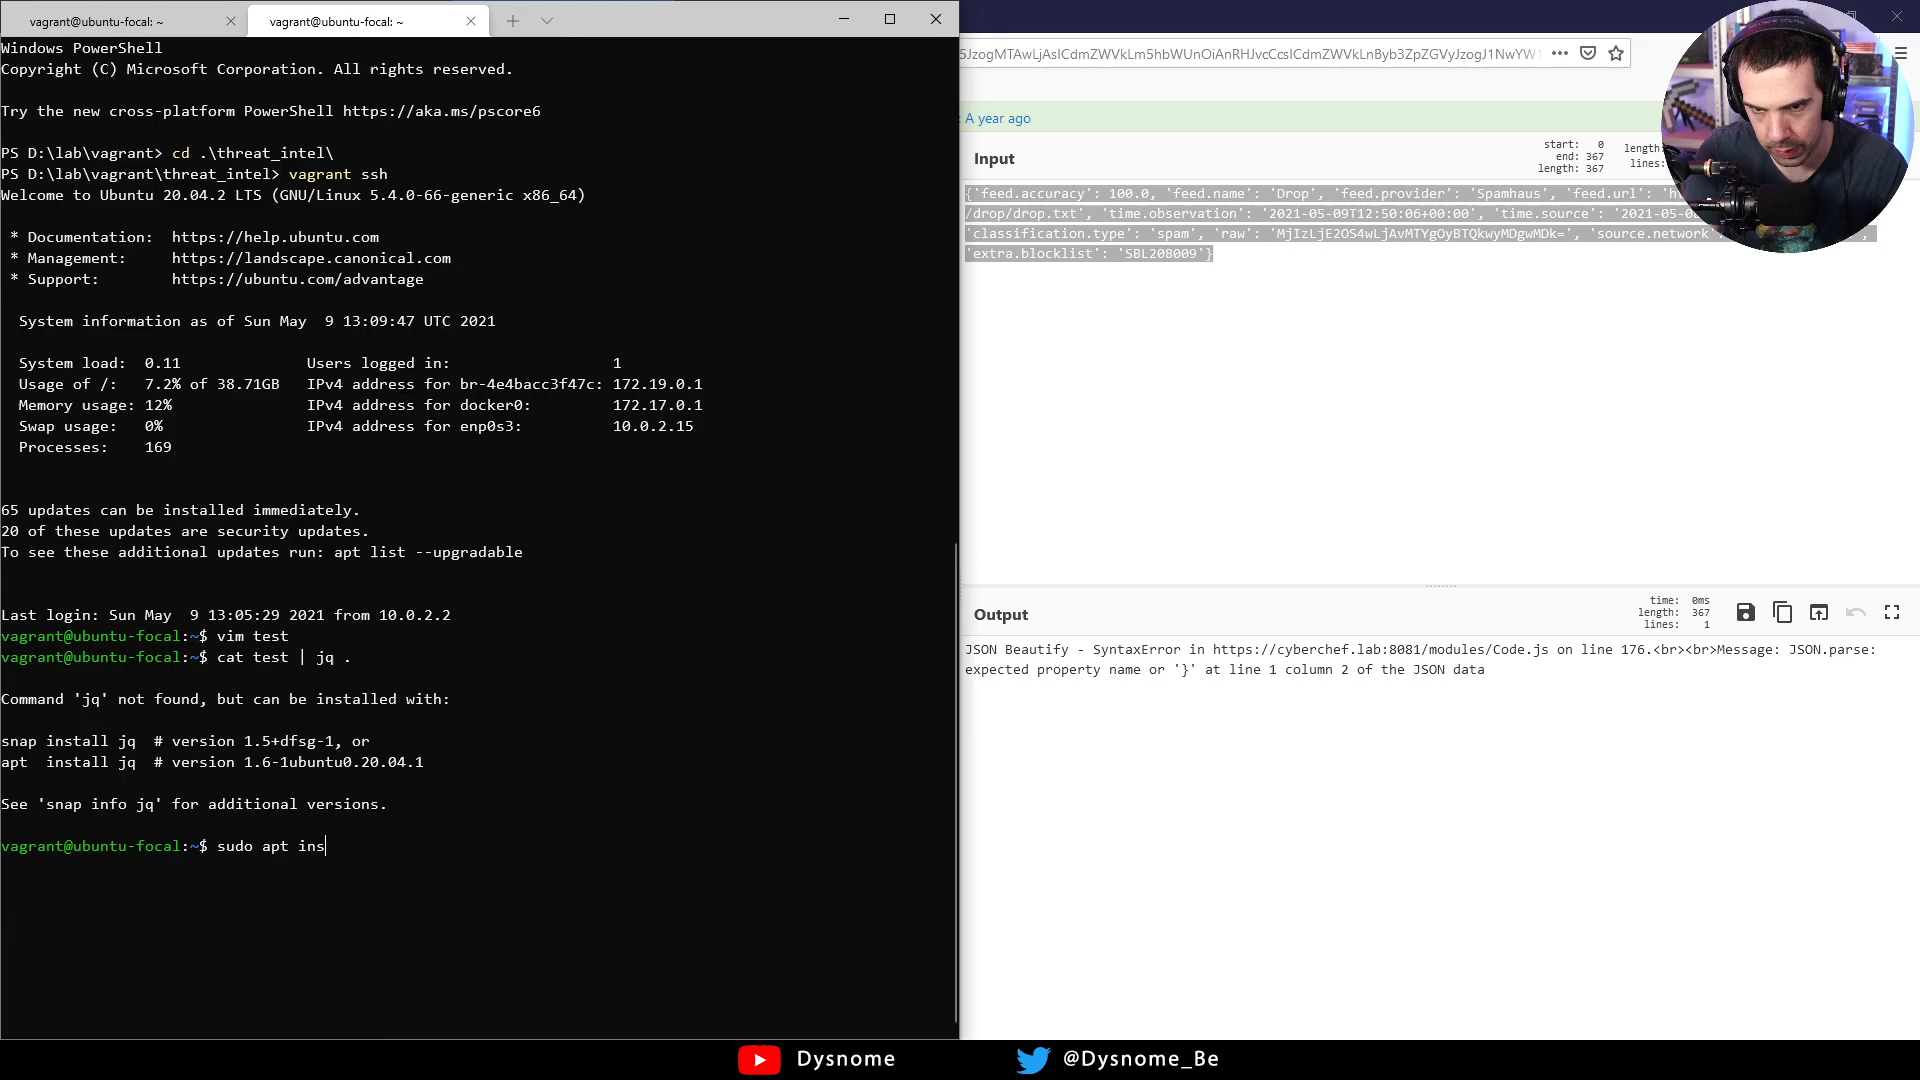 vagrant@ubuntu-focal: ~
vagrant@ubuntu-focal: ~
Windows PowerShell
Copyright (C) Microsoft Corporation. All rights reserved.
Try the new cross-platform PowerShell https://aka.ms/pscore6
PS D:\lab\vagrant> cd .\threat_intel\
PS D:\lab\vagrant\threat_intel> vagrant ssh
Welcome to Ubuntu 20.04.2 LTS (GNU/Linux 5.4.0-66-generic x86_64)
* Documentation: https://help.ubuntu.com
* Management: https://landscape.canonical.com
* Support: https://ubuntu.com/advantage
System information as of Sun May 9 13:09:47 UTC 2021
System load: 0.11 Users logged in: 1
Usage of /: 7.2% of 38.71GB IPv4 address for br-4e4bacc3f47c: 172.19.0.1
Memory usage: 12% IPv4 address for docker0: 172.17.0.1
Swap usage: 0% IPv4 address for enp0s3: 10.0.2.15
Processes: 169
65 updates can be installed immediately.
20 of these updates are security updates.
To see these additional updates run: apt list --upgradable
Last login: Sun May 9 13:05:29 2021 from 10.0.2.2
vagrant@ubuntu-focal:~$ vim test
vagrant@ubuntu-focal:~$ cat test | jq .
Command 'jq' not found, but can be installed with:
snap install jq # version 1.5+dfsg-1, or
apt install jq # version 1.6-1ubuntu0.20.04.1
See 'snap info jq' for additional versions.
vagrant@ubuntu-focal:~$ sudo apt ins
A year ago
Input
start: 0
end: 367
length: 367
length:
lines:
{'feed.accuracy': 100.0, 'feed.name': 'Drop', 'feed.provider': 'Spamhaus', 'feed.url':
/drop/drop.txt', 'time.observation': '2021-05-09T12:50:06+00:00', 'time.source':
'classification.type': 'spam', 'raw': 'MjIzLjE2OS4wLjAvMTYgOyBTQkwyMDgwMDk=', 'source.network'
'extra.blocklist': 'SBL208009'}
Output
time: 0ms
length: 367
lines: 1
JSON Beautify - SyntaxError in https://cyberchef.lab:8081/modules/Code.js on line 176.<br><br>Message: JSON.parse:
expected property name or '}' at line 1 column 2 of the JSON data
Dysnome
@Dysnome_Be